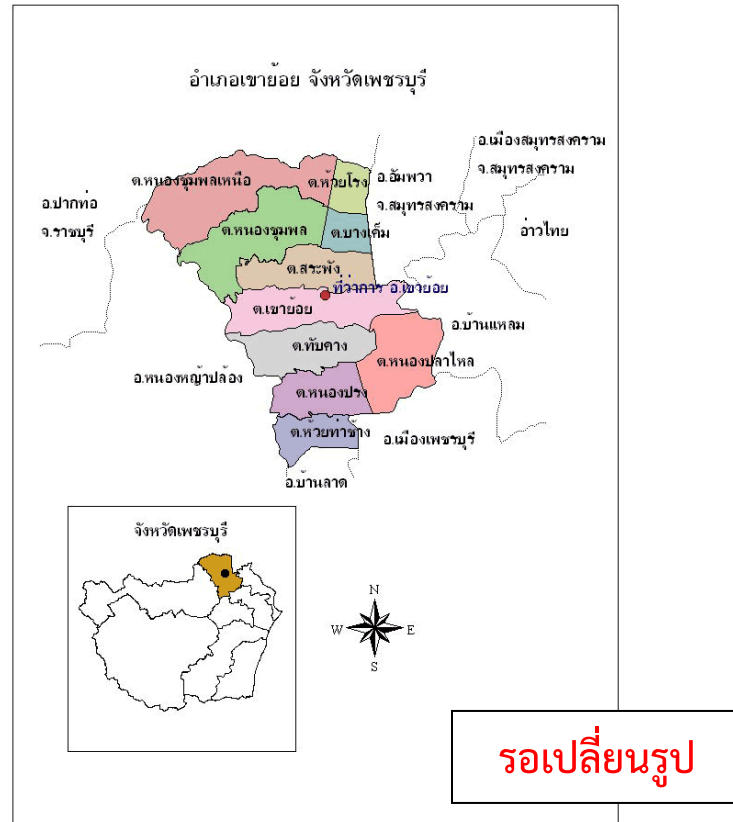 อำเภอเขาย้อย จังหวัดเพชรบุรี
อ.เมืองสมุทรสงคราม
จ.สมุทรสงคราม
ต.หนองชุมพลเหนือ
ต.ห้วยโรง
อ.อัมพวา
จ.สมุทรสงคราม
อ.ปากท่อ
จ.ราชบุรี
ต.หนองชุมพล
ต.บางเค็ม
อ่าวไทย
ต.สระพัง
ที่ว่าการ อ.เขาย้อย
ต.เขาย้อย
อ.บ้านแหลม
ต.ทับคาง
ต.หนองปลาไหล
อ.หนองหญ้าปล้อง
ต.หนองปรง
ต.ห้วยท่าช้าง
อ.เมืองเพชรบุรี
อ.บ้านลาด
จังหวัดเพชรบุรี
N
W
E
S
รอเปลี่ยนรูป